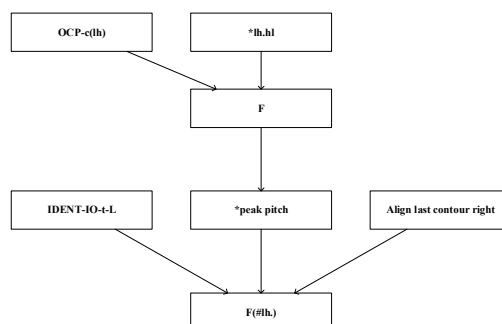 OCP-c(lh)
*lh.hl
F
IDENT-IO-t-L
*peak pitch
Align last contour right
F(#lh.)